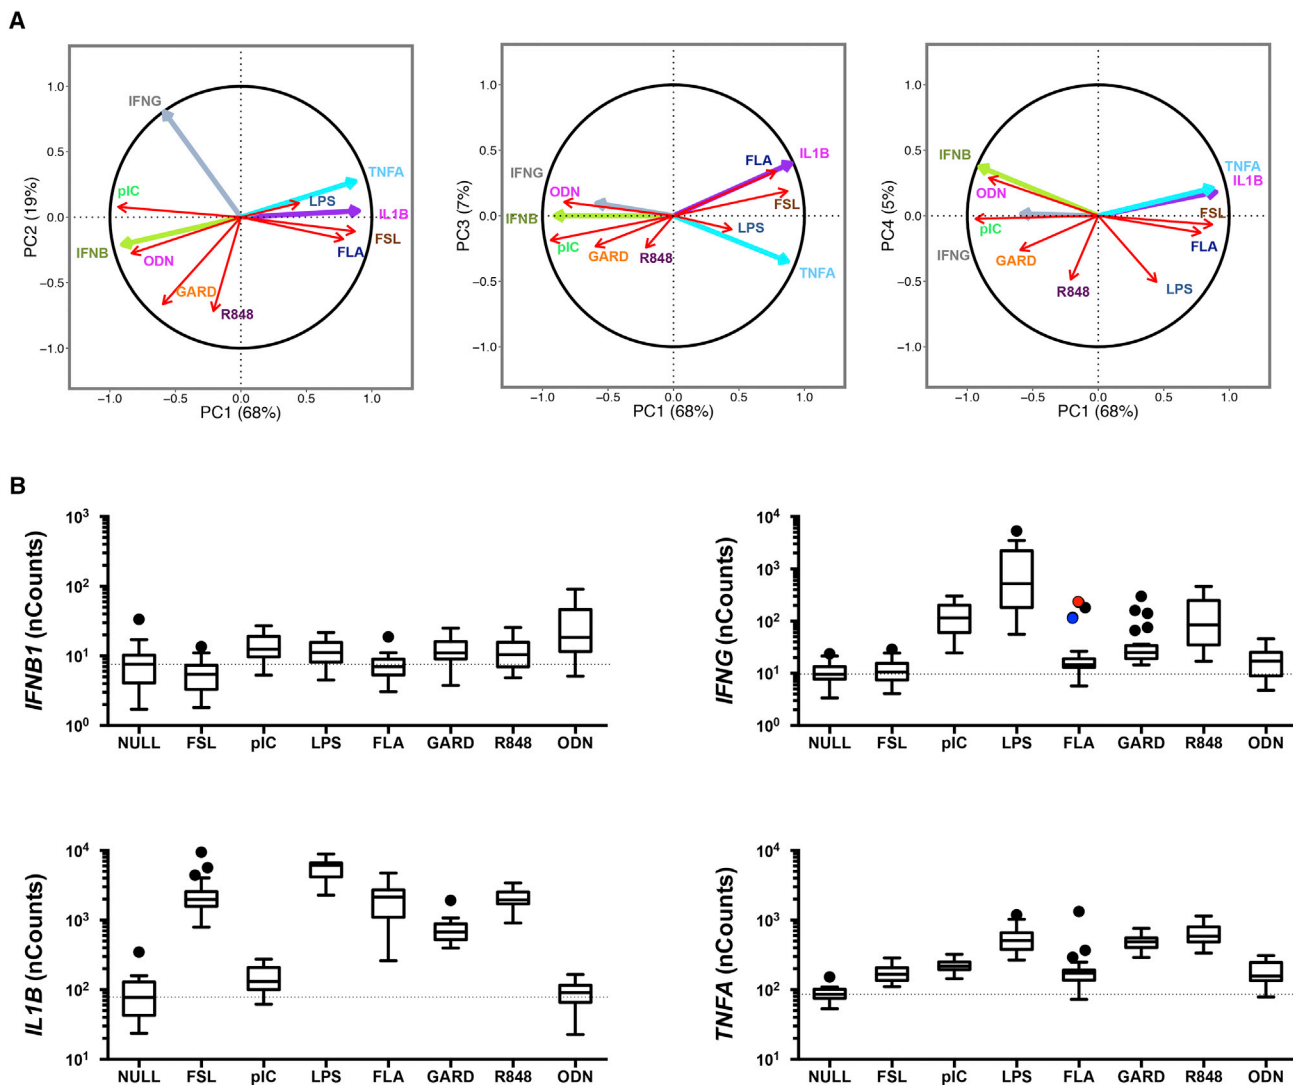 A
1.0
0.5
0.0
−0.5
−1.0
PC2 (19%)
−1.0 −0.5 0.0 0.5 1.0
PC1 (68%)
IFNG
TNFA
pIC
LPS
IL1B
IFNB
ODN
FSL
FLA
GARD
R848
1.0
0.5
0.0
−0.5
−1.0
PC3 (7%)
−1.0 −0.5 0.0 0.5 1.0
PC1 (68%)
IL1B
FLA
IFNG
ODN
FSL
IFNB
LPS
pIC
GARD
R848
TNFA
1.0
0.5
0.0
−0.5
−1.0
PC4 (5%)
−1.0 −0.5 0.0 0.5 1.0
PC1 (68%)
IFNB
TNFA
IL1B
ODN
FSL
pIC
FLA
IFNG
GARD
R848
LPS
B
IFNB1 (nCounts)
10³
10²
10¹
10⁰
NULL FSL pIC LPS FLA GARD R848 ODN
IFNG (nCounts)
10⁴
10³
10²
10¹
10⁰
NULL FSL pIC LPS FLA GARD R848 ODN
IL1B (nCounts)
10⁴
10³
10²
10¹
NULL FSL pIC LPS FLA GARD R848 ODN
TNFA (nCounts)
10⁴
10³
10²
10¹
NULL FSL pIC LPS FLA GARD R848 ODN